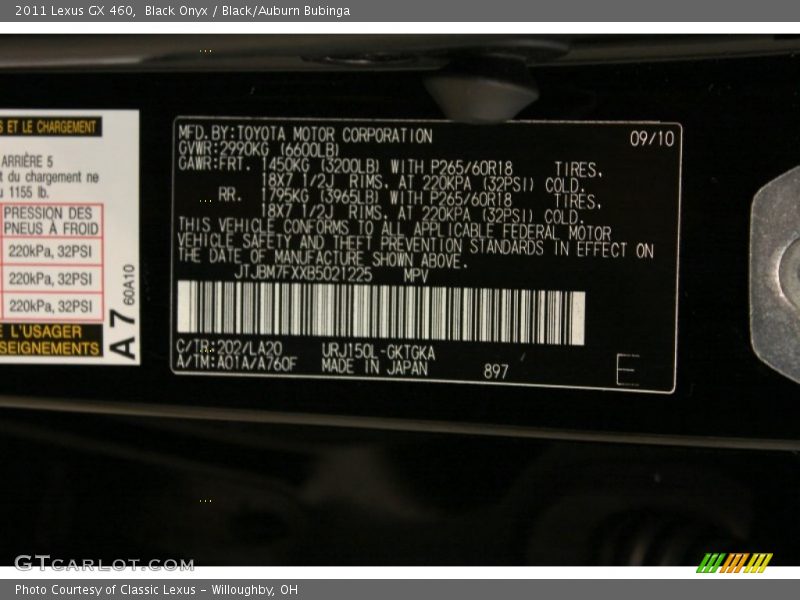 2011 Lexus GX 460, Black Onyx / Black/Auburn Bubinga
S ET LE CHARGEMENT
ARRIÈRE 5
t du chargement ne
u 1155 lb.
PRESSION DES
PNEUS À FROID
220kPa, 32PSI
220kPa, 32PSI
220kPa, 32PSI
E L'USAGER
SEIGNEMENTS
A 7 60A10
MFD. BY: TOYOTA MOTOR CORPORATION 09/10
GVWR: 2990KG (6600LB)
GAWR: FRT. 1450KG (3200LB) WITH P265/60R18 TIRES,
18X7 1/2J RIMS, AT 220KPA (32PSI) COLD.
RR. 1795KG (3965LB) WITH P265/60R18 TIRES,
18X7 1/2J RIMS, AT 220KPA (32PSI) COLD.
THIS VEHICLE CONFORMS TO ALL APPLICABLE FEDERAL MOTOR
VEHICLE SAFETY AND THEFT PREVENTION STANDARDS IN EFFECT ON
THE DATE OF MANUFACTURE SHOWN ABOVE.
JTJBM7FXXB5021225 MPV
C/TR: 202/LA20 URJ150L-GKTGKA
A/TM: A01A/A760F MADE IN JAPAN 897 E
GTCARLOT.COM
Photo Courtesy of Classic Lexus - Willoughby, OH